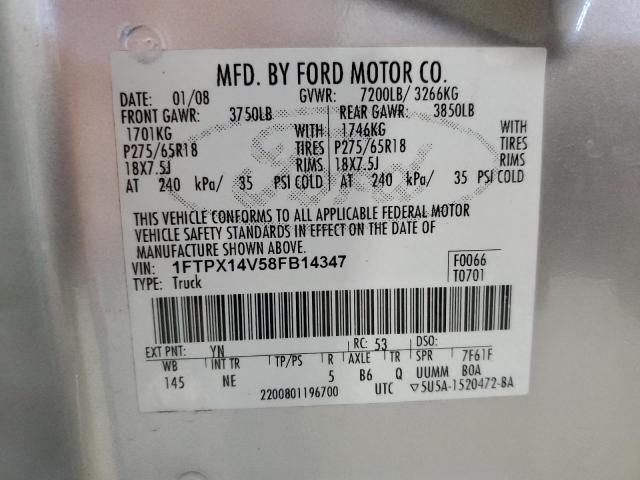 MFD. BY FORD MOTOR CO.
DATE: 01/08 GVWR: 7200LB/ 3266KG
FRONT GAWR: 3750LB REAR GAWR: 3850LB
1701KG WITH 1746KG WITH
P275/65R18 TIRES P275/65R18 TIRES
18X7.5J RIMS 18X7.5J RIMS
AT 240 kPa/ 35 PSI COLD AT 240 kPa/ 35 PSI COLD
THIS VEHICLE CONFORMS TO ALL APPLICABLE FEDERAL MOTOR
VEHICLE SAFETY STANDARDS IN EFFECT ON THE DATE OF
MANUFACTURE SHOWN ABOVE.
VIN: 1FTPX14V58FB14347 F0066
TYPE: Truck T0701
EXT PNT: YN RC: 53 DSO:
WB INT TR TP/PS R AXLE TR SPR 7F61F
145 NE 5 B6 Q UUMM B0A
2200801196700 UTC ▽5U5A-1520472-BA
Ford